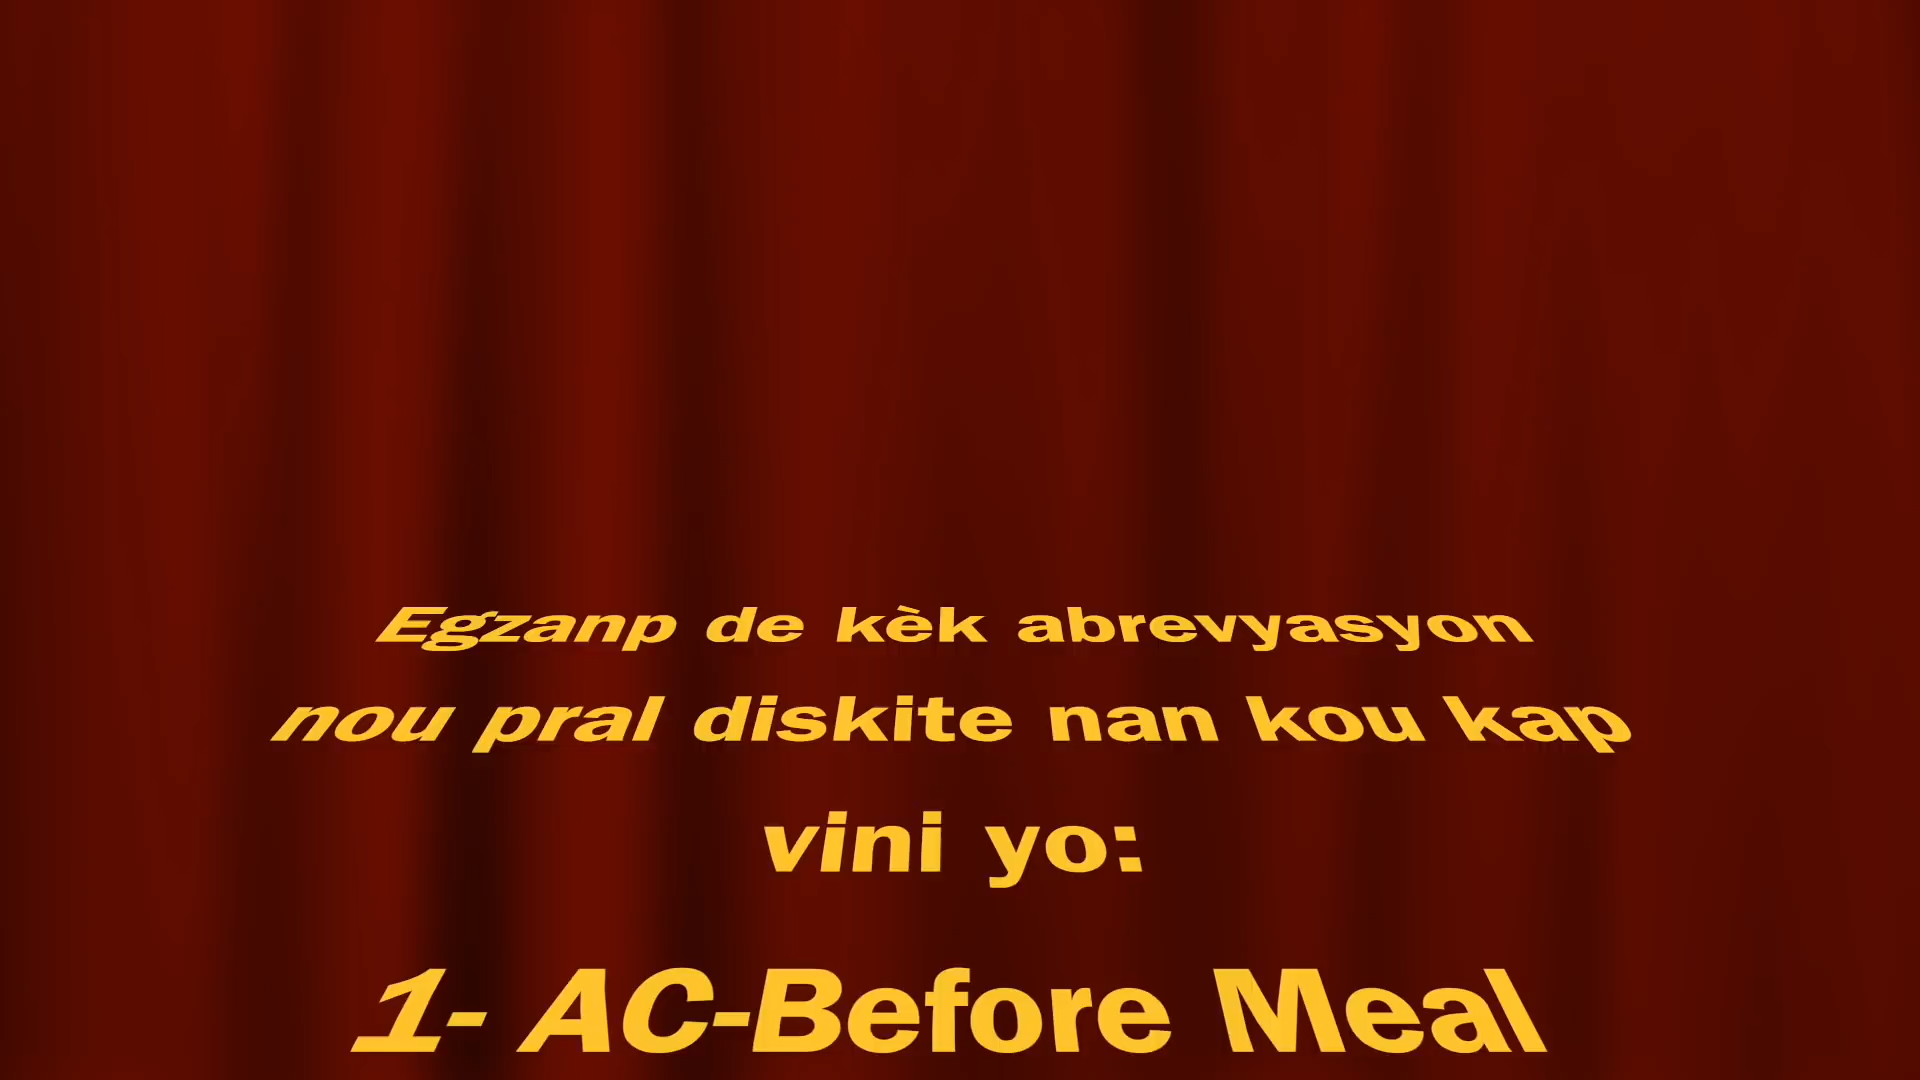 Egzanp de kèk abrevyasyon
nou pral diskite nan kou kap
vini yo:
1- AC-Before Meal